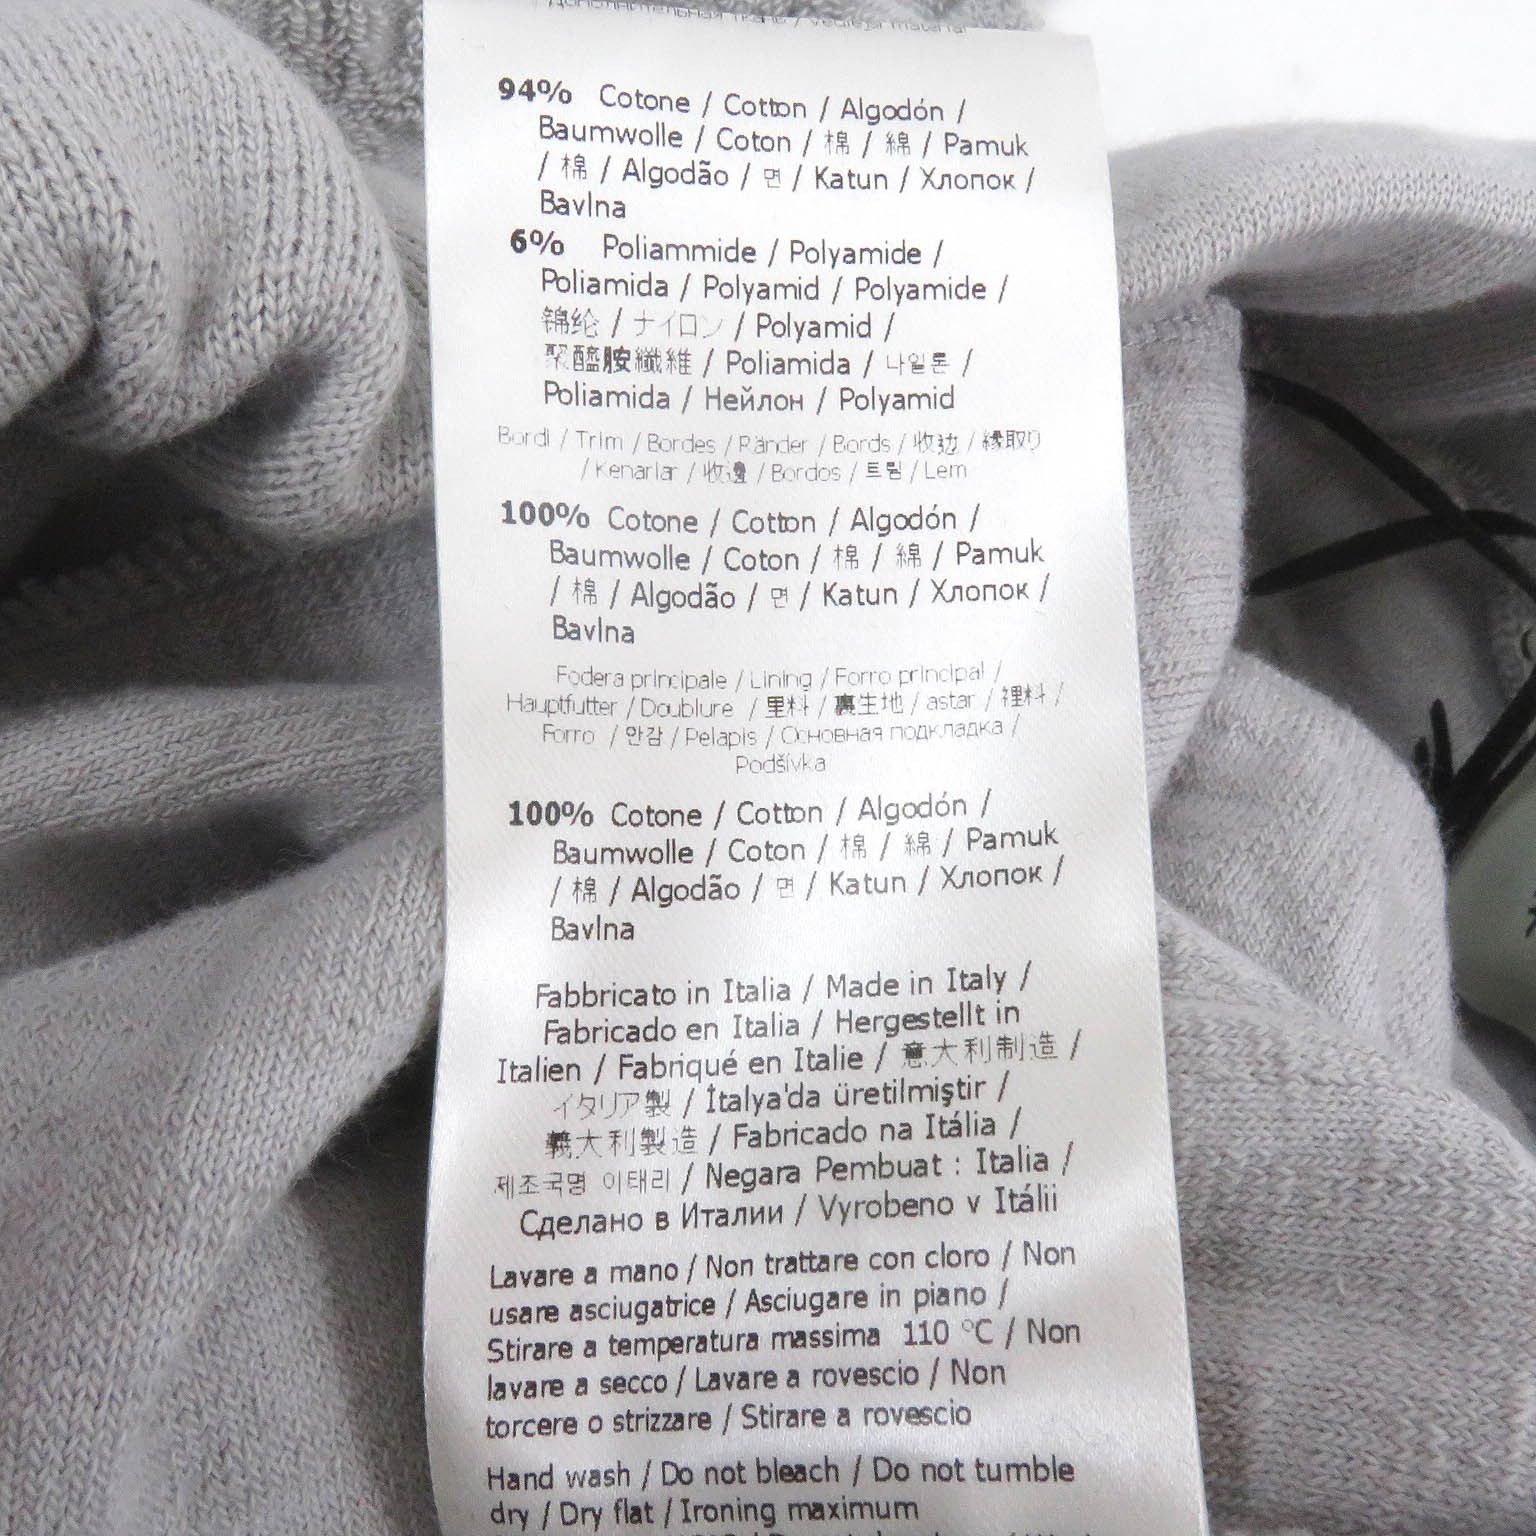 Дополнительная ткань / Vedlejší materiál
94% Cotone / Cotton / Algodón /
Baumwolle / Coton / 棉 / 綿 / Pamuk
/ 棉 / Algodão / 면 / Katun / Хлопок /
Bavlna
6% Poliammide / Polyamide /
Poliamida / Polyamid / Polyamide /
锦纶 / ナイロン / Polyamid /
聚醯胺纖維 / Poliamida / 나일론 /
Poliamida / Нейлон / Polyamid
Bordi / Trim / Bordes / Ränder / Bords / 收边 / 縁取り
/ Kenarlar / 收邊 / Bordos / 트림 / Lem
100% Cotone / Cotton / Algodón /
Baumwolle / Coton / 棉 / 綿 / Pamuk
/ 棉 / Algodão / 면 / Katun / Хлопок /
Bavlna
Fodera principale / Lining / Forro principal /
Hauptfutter / Doublure / 里料 / 裏生地 / astar / 裡料 /
Forro / 안감 / Pelapis / Основная подкладка /
Podšívka
100% Cotone / Cotton / Algodón /
Baumwolle / Coton / 棉 / 綿 / Pamuk
/ 棉 / Algodão / 면 / Katun / Хлопок /
Bavlna
Fabbricato in Italia / Made in Italy /
Fabricado en Italia / Hergestellt in
Italien / Fabriqué en Italie / 意大利制造 /
イタリア製 / İtalya'da üretilmiştir /
義大利製造 / Fabricado na Itália /
제조국명 이태리 / Negara Pembuat : Italia /
Сделано в Италии / Vyrobeno v Itálii
Lavare a mano / Non trattare con cloro / Non
usare asciugatrice / Asciugare in piano /
Stirare a temperatura massima 110 °C / Non
lavare a secco / Lavare a rovescio / Non
torcere o strizzare / Stirare a rovescio
Hand wash / Do not bleach / Do not tumble
dry / Dry flat / Ironing maximum